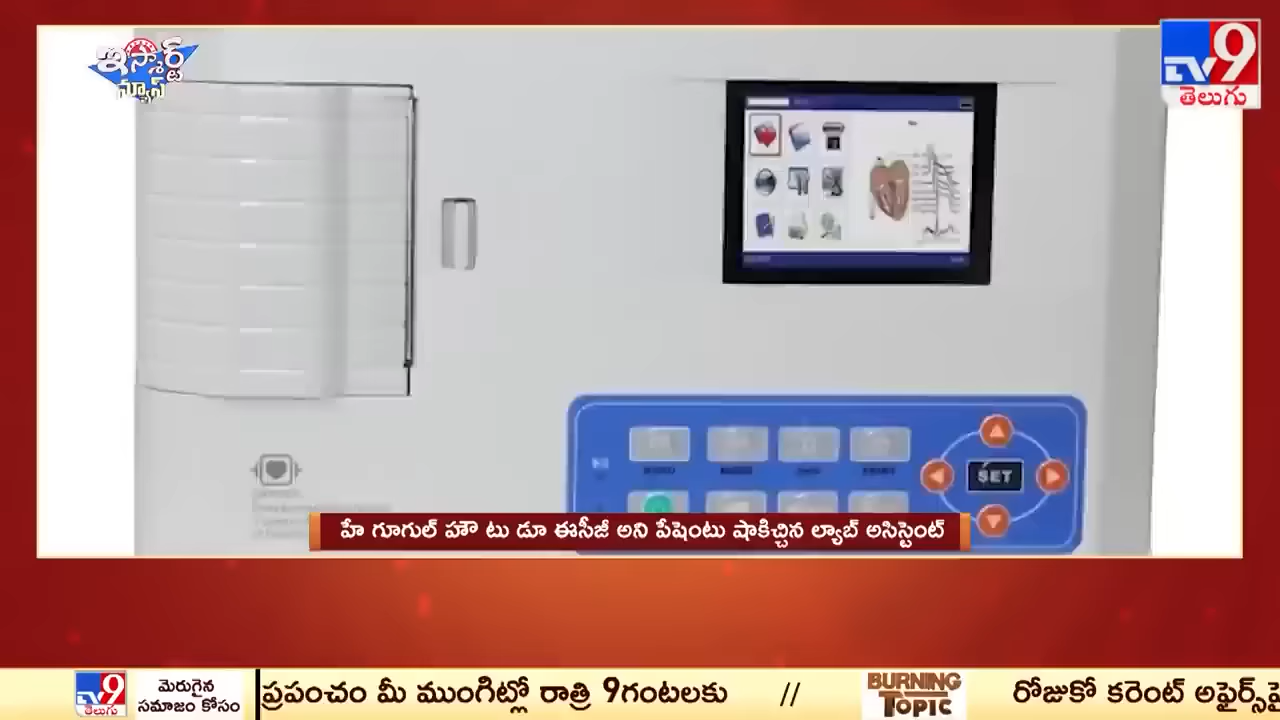 ఇస్మార్ట్
న్యూస్
TV9
తెలుగు
SET
హే గూగుల్ హౌ టు డూ ఈసీజీ అని పేషెంటు షాకిచ్చిన ల్యాబ్ అసిస్టెంట్
TV9
తెలుగు
మెరుగైన
సమాజం కోసం
ప్రపంచం మీ ముంగిట్లో రాత్రి 9గంటలకు // BURNING TOPIC రోజుకో కరెంట్ అఫైర్స్‌పై